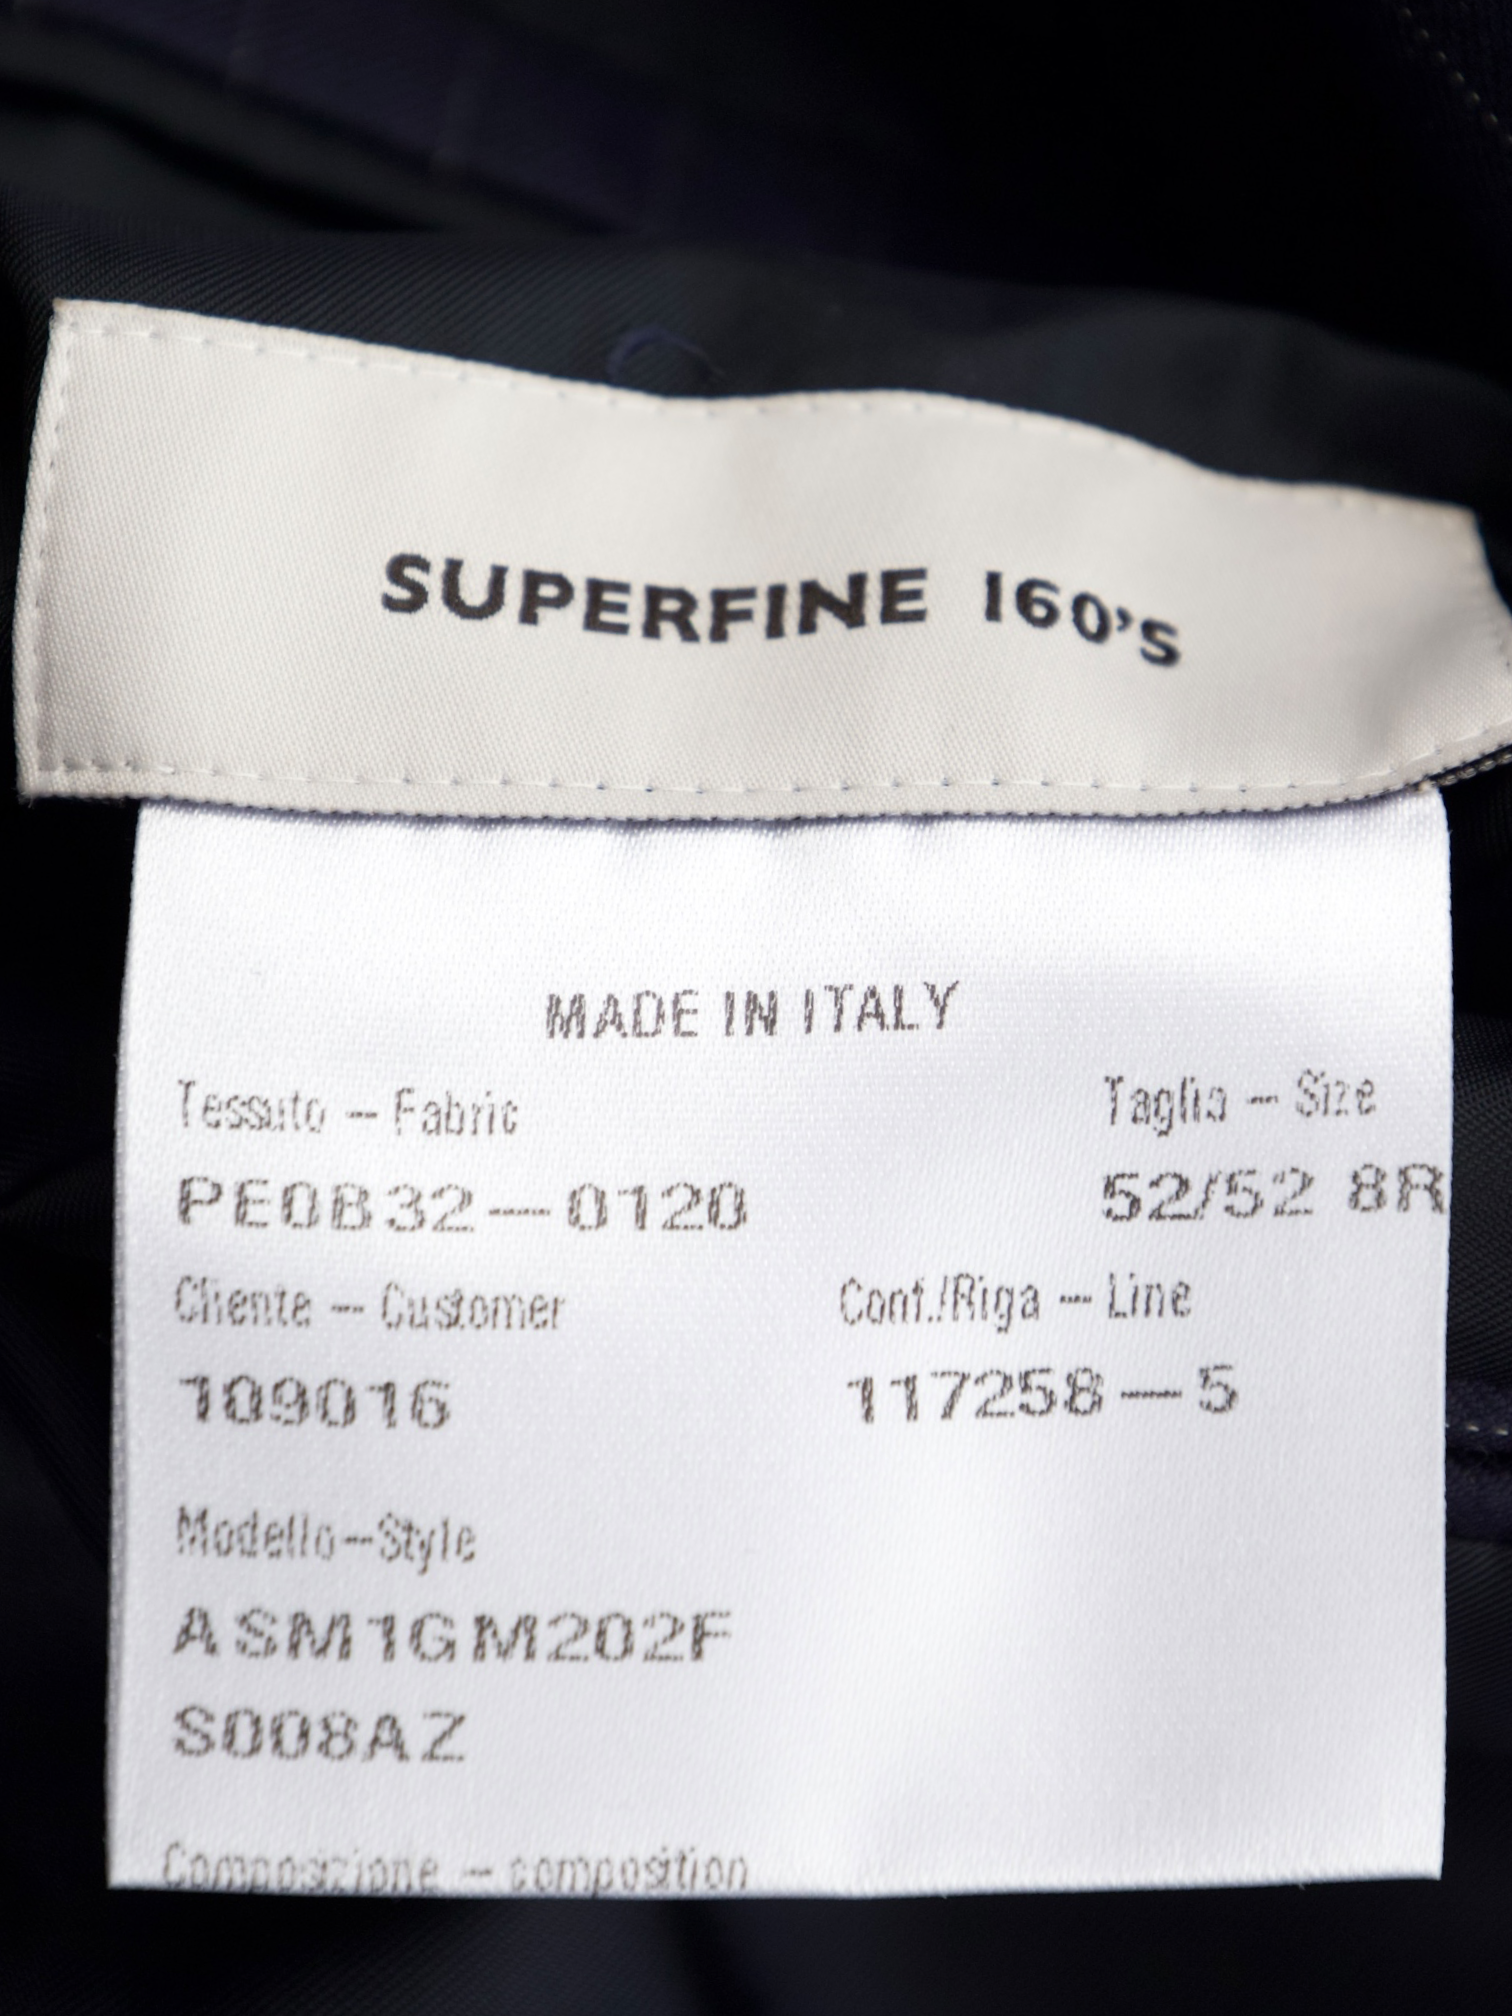 SUPERFINE 160'S
MADE IN ITALY
Tessuto - Fabric Taglia - Size
PE0B32-0120 52/52 8R
Cliente - Customer Conf./Riga - Line
109016 117258-5
Modello-Style
ASM1GM202F
S008AZ
Composizione - composition